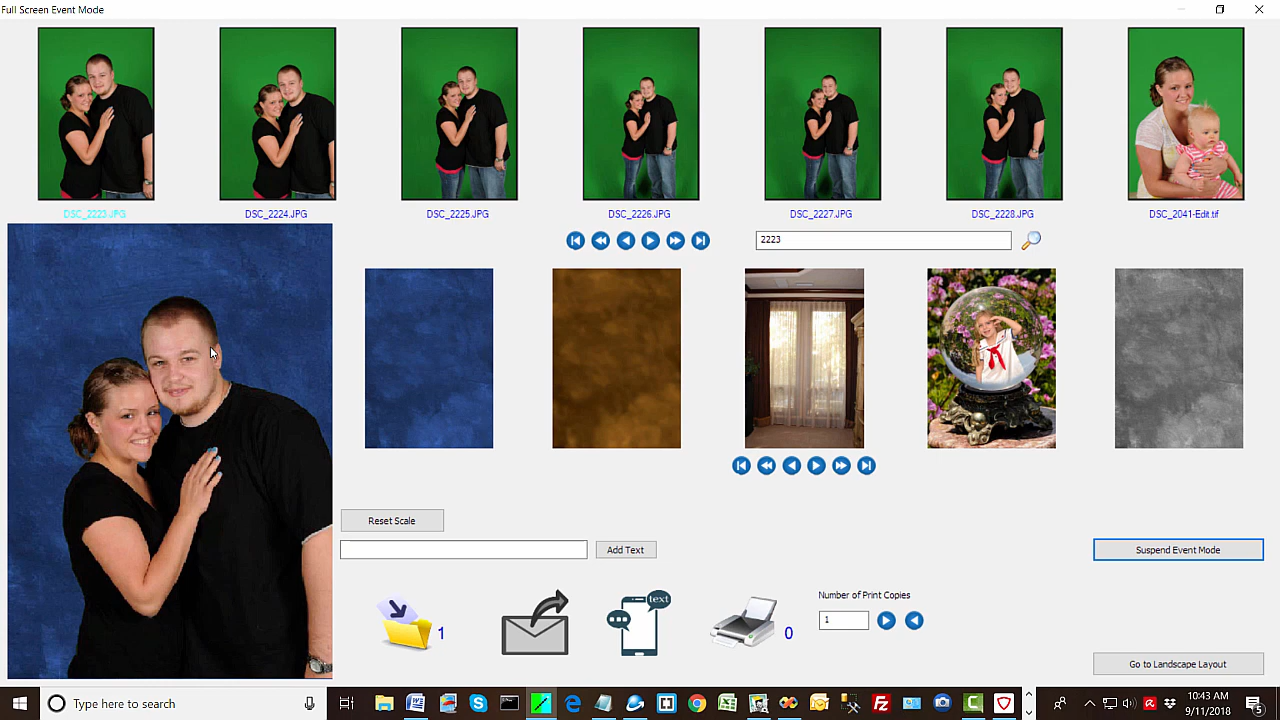 Full Screen Event Mode
DSC_2223.JPG
DSC_2224.JPG
DSC_2225.JPG
DSC_2226.JPG
DSC_2227.JPG
DSC_2228.JPG
DSC_2041-Edit.tif
2223
Reset Scale
Add Text
Suspend Event Mode
1
text
0
Number of Print Copies
1
Go to Landscape Layout
Type here to search
10:43 AM
9/11/2018
5